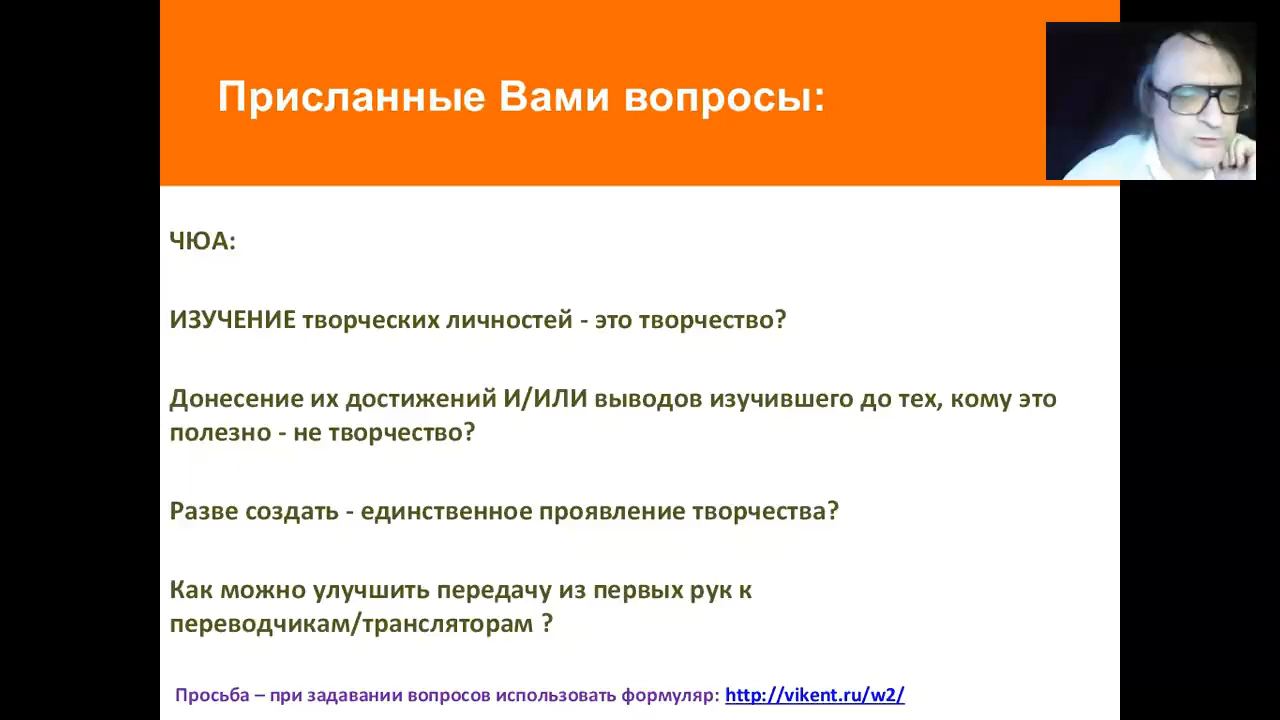 Присланные Вами вопросы:
ЧЮА:
ИЗУЧЕНИЕ творческих личностей - это творчество?
Донесение их достижений И/ИЛИ выводов изучившего до тех, кому это
полезно - не творчество?
Разве создать - единственное проявление творчества?
Как можно улучшить передачу из первых рук к
переводчикам/трансляторам ?
Просьба – при задавании вопросов использовать формуляр: http://vikent.ru/w2/